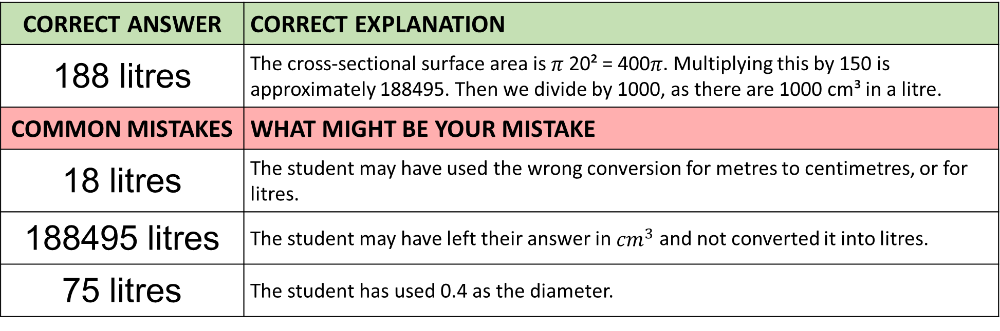 CORRECT ANSWER
CORRECT EXPLANATION
188 litres
The cross-sectional surface area is 𝜋 20² = 400𝜋. Multiplying this by 150 is
approximately 188495. Then we divide by 1000, as there are 1000 cm³ in a litre.
COMMON MISTAKES
WHAT MIGHT BE YOUR MISTAKE
18 litres
The student may have used the wrong conversion for metres to centimetres, or for
litres.
188495 litres
The student may have left their answer in 𝑐𝑚³ and not converted it into litres.
75 litres
The student has used 0.4 as the diameter.